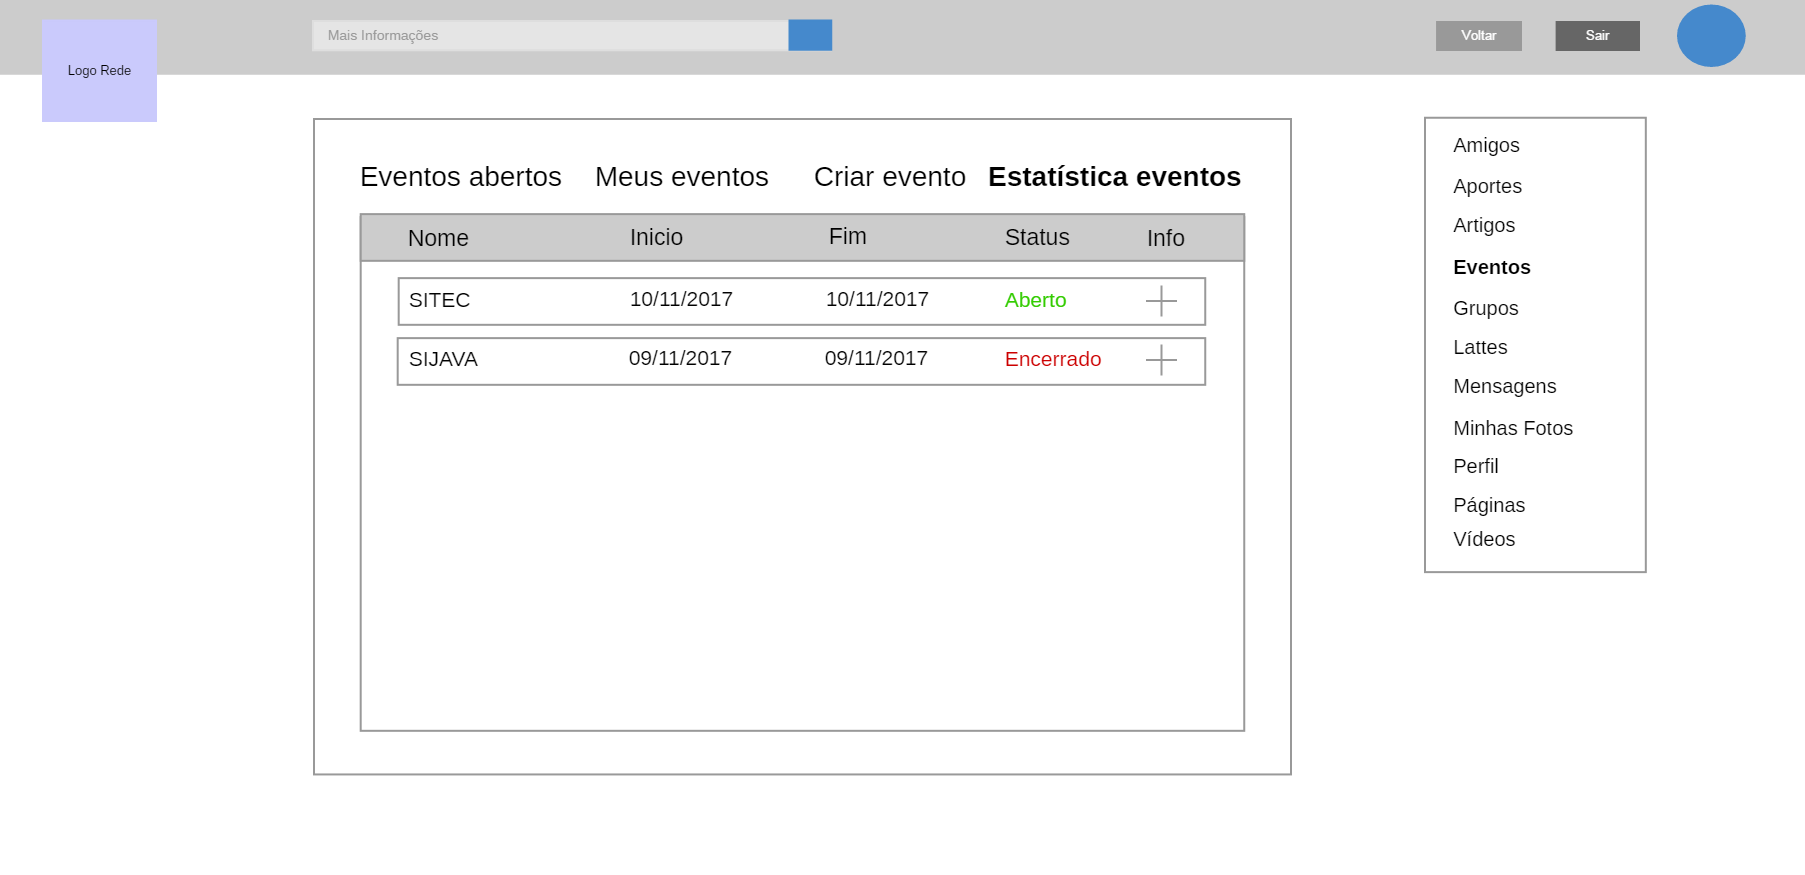 Mais Informações
Voltar
Sair
Logo Rede
Eventos abertos Meus eventos Criar evento Estatística eventos
Nome Inicio Fim Status Info
SITEC 10/11/2017 10/11/2017 Aberto
SIJAVA 09/11/2017 09/11/2017 Encerrado
Amigos
Aportes
Artigos
Eventos
Grupos
Lattes
Mensagens
Minhas Fotos
Perfil
Páginas
Vídeos